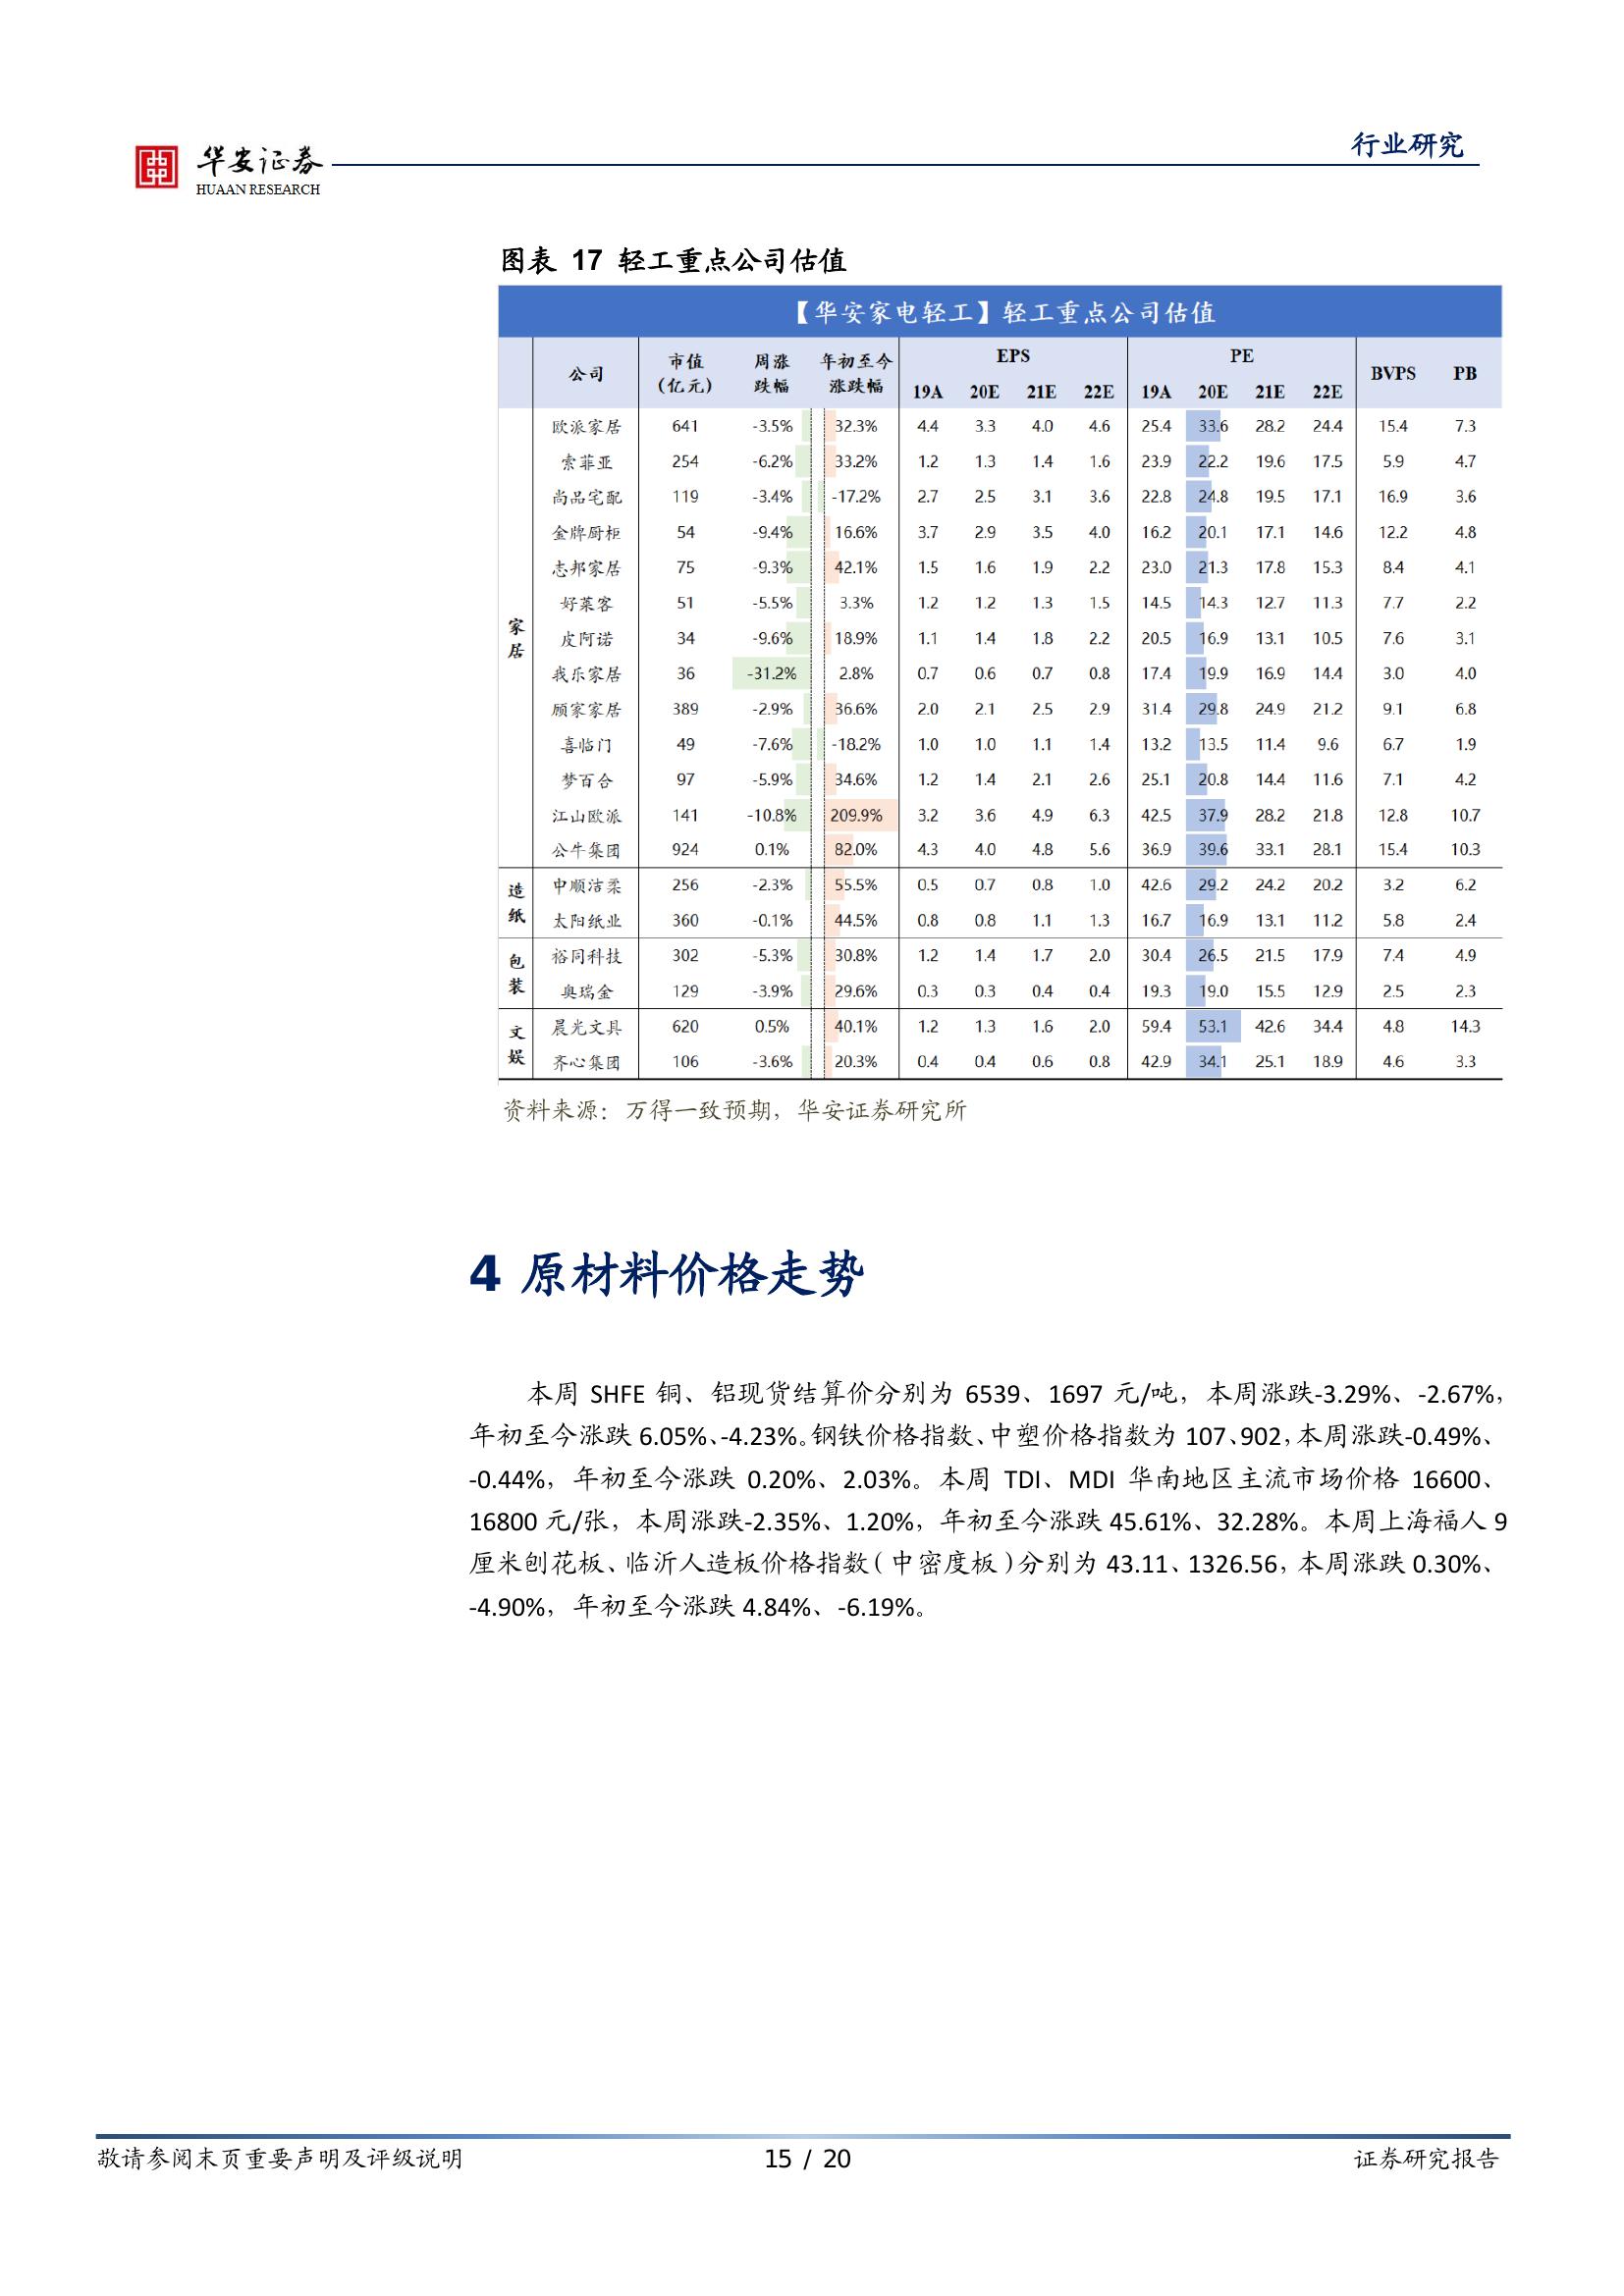 华安证券
HUAAN RESEARCH
行业研究
图表 17 轻工重点公司估值
【华安家电轻工】轻工重点公司估值
公司 市值(亿元) 周涨跌幅 年初至今涨跌幅 EPS PE BVPS PB
19A 20E 21E 22E 19A 20E 21E 22E
家居
欧派家居 641 -3.5% 32.3% 4.4 3.3 4.0 4.6 25.4 33.6 28.2 24.4 15.4 7.3
索菲亚 254 -6.2% 33.2% 1.2 1.3 1.4 1.6 23.9 22.2 19.6 17.5 5.9 4.7
尚品宅配 119 -3.4% -17.2% 2.7 2.5 3.1 3.6 22.8 24.8 19.5 17.1 16.9 3.6
金牌厨柜 54 -9.4% 16.6% 3.7 2.9 3.5 4.0 16.2 20.1 17.1 14.6 12.2 4.8
志邦家居 75 -9.3% 42.1% 1.5 1.6 1.9 2.2 23.0 21.3 17.8 15.3 8.4 4.1
好莱客 51 -5.5% 3.3% 1.2 1.2 1.3 1.5 14.5 14.3 12.7 11.3 7.7 2.2
皮阿诺 34 -9.6% 18.9% 1.1 1.4 1.8 2.2 20.5 16.9 13.1 10.5 7.6 3.1
我乐家居 36 -31.2% 2.8% 0.7 0.6 0.7 0.8 17.4 19.9 16.9 14.4 3.0 4.0
顾家家居 389 -2.9% 36.6% 2.0 2.1 2.5 2.9 31.4 29.8 24.9 21.2 9.1 6.8
喜临门 49 -7.6% -18.2% 1.0 1.0 1.1 1.4 13.2 13.5 11.4 9.6 6.7 1.9
梦百合 97 -5.9% 34.6% 1.2 1.4 2.1 2.6 25.1 20.8 14.4 11.6 7.1 4.2
江山欧派 141 -10.8% 209.9% 3.2 3.6 4.9 6.3 42.5 37.9 28.2 21.8 12.8 10.7
公牛集团 924 0.1% 82.0% 4.3 4.0 4.8 5.6 36.9 39.6 33.1 28.1 15.4 10.3
造纸
中顺洁柔 256 -2.3% 55.5% 0.5 0.7 0.8 1.0 42.6 29.2 24.2 20.2 3.2 6.2
太阳纸业 360 -0.1% 44.5% 0.8 0.8 1.1 1.3 16.7 16.9 13.1 11.2 5.8 2.4
包装
裕同科技 302 -5.3% 30.8% 1.2 1.4 1.7 2.0 30.4 26.5 21.5 17.9 7.4 4.9
奥瑞金 129 -3.9% 29.6% 0.3 0.3 0.4 0.4 19.3 19.0 15.5 12.9 2.5 2.3
文娱
晨光文具 620 0.5% 40.1% 1.2 1.3 1.6 2.0 59.4 53.1 42.6 34.4 4.8 14.3
齐心集团 106 -3.6% 20.3% 0.4 0.4 0.6 0.8 42.9 34.1 25.1 18.9 4.6 3.3
资料来源：万得一致预期，华安证券研究所
4 原材料价格走势
本周 SHFE 铜、铝现货结算价分别为 6539、1697 元/吨，本周涨跌-3.29%、-2.67%，
年初至今涨跌 6.05%、-4.23%。钢铁价格指数、中塑价格指数为 107、902，本周涨跌-0.49%、
-0.44%，年初至今涨跌 0.20%、2.03%。本周 TDI、MDI 华南地区主流市场价格 16600、
16800 元/张，本周涨跌-2.35%、1.20%，年初至今涨跌 45.61%、32.28%。本周上海福人 9
厘米刨花板、临沂人造板价格指数（中密度板）分别为 43.11、1326.56，本周涨跌 0.30%、
-4.90%，年初至今涨跌 4.84%、-6.19%。
敬请参阅末页重要声明及评级说明
15 / 20
证券研究报告